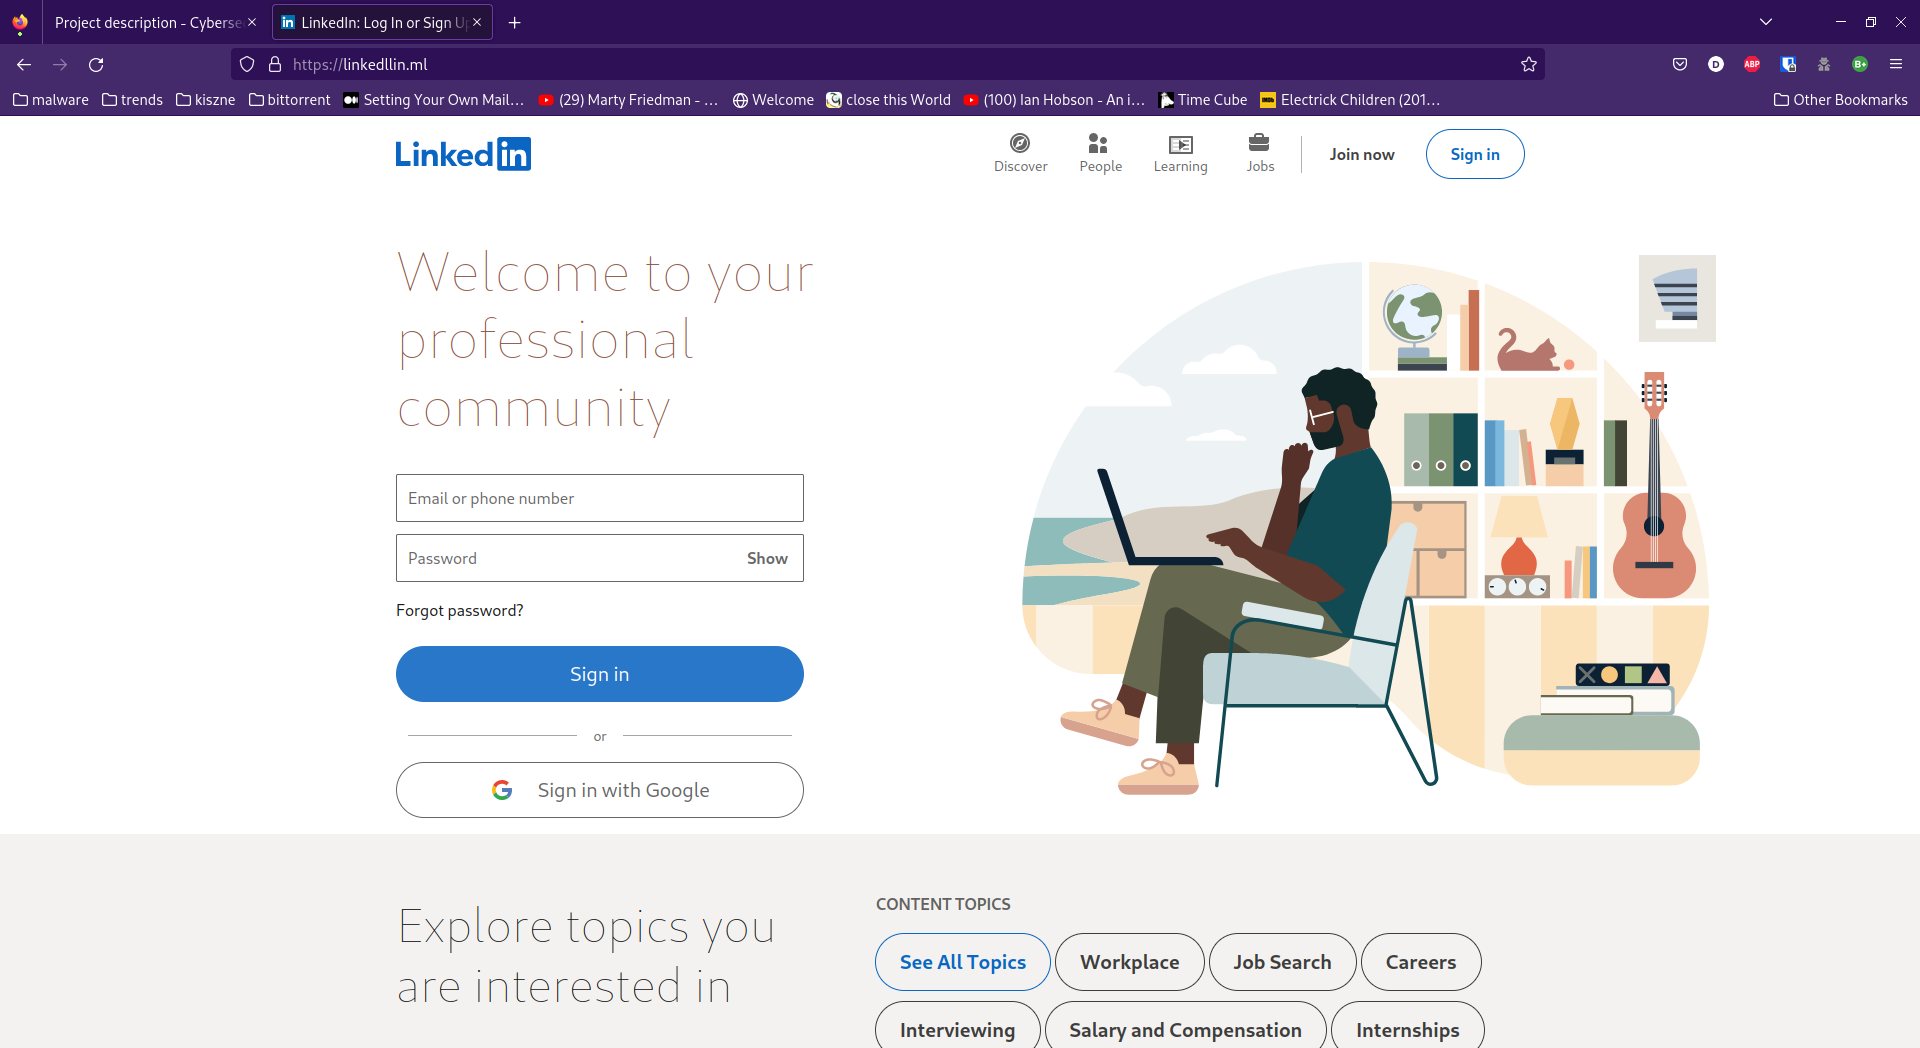 Project description - Cyberse
LinkedIn: Log In or Sign U
https://linkedllin.ml
malware
trends
kiszne
bittorrent
Setting Your Own Mail…
(29) Marty Friedman - …
Welcome
close this World
(100) Ian Hobson - An i…
Time Cube
Electrick Children (201…
Other Bookmarks
D
ABP
B+
Linked in
Discover
People
Learning
Jobs
Join now
Sign in
Welcome to your
professional
community
Email or phone number
Password
Show
Forgot password?
Sign in
or
Sign in with Google
Explore topics you
are interested in
CONTENT TOPICS
See All Topics
Workplace
Job Search
Careers
Interviewing
Salary and Compensation
Internships